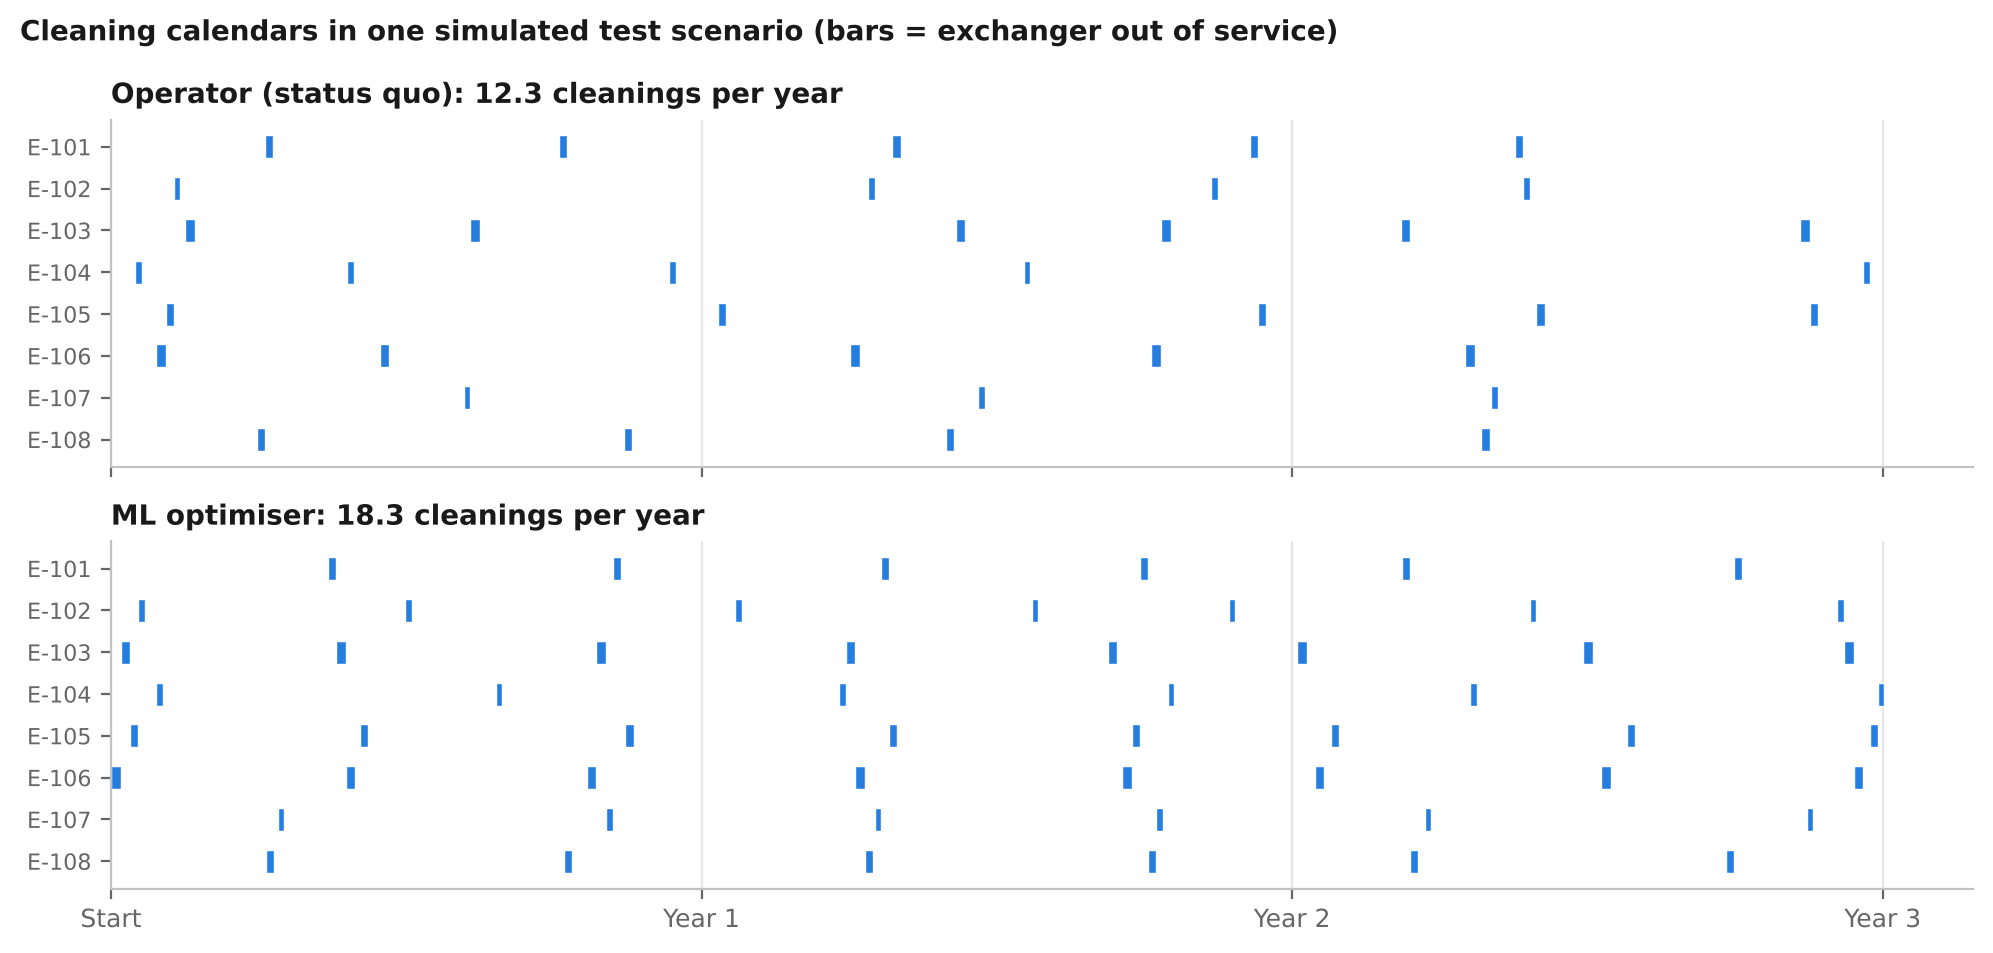 Cleaning calendars in one simulated test scenario (bars = exchanger out of service)
Operator (status quo): 12.3 cleanings per year
E-101
E-102
E-103
E-104
E-105
E-106
E-107
E-108
ML optimiser: 18.3 cleanings per year
E-101
E-102
E-103
E-104
E-105
E-106
E-107
E-108
Start Year 1 Year 2 Year 3